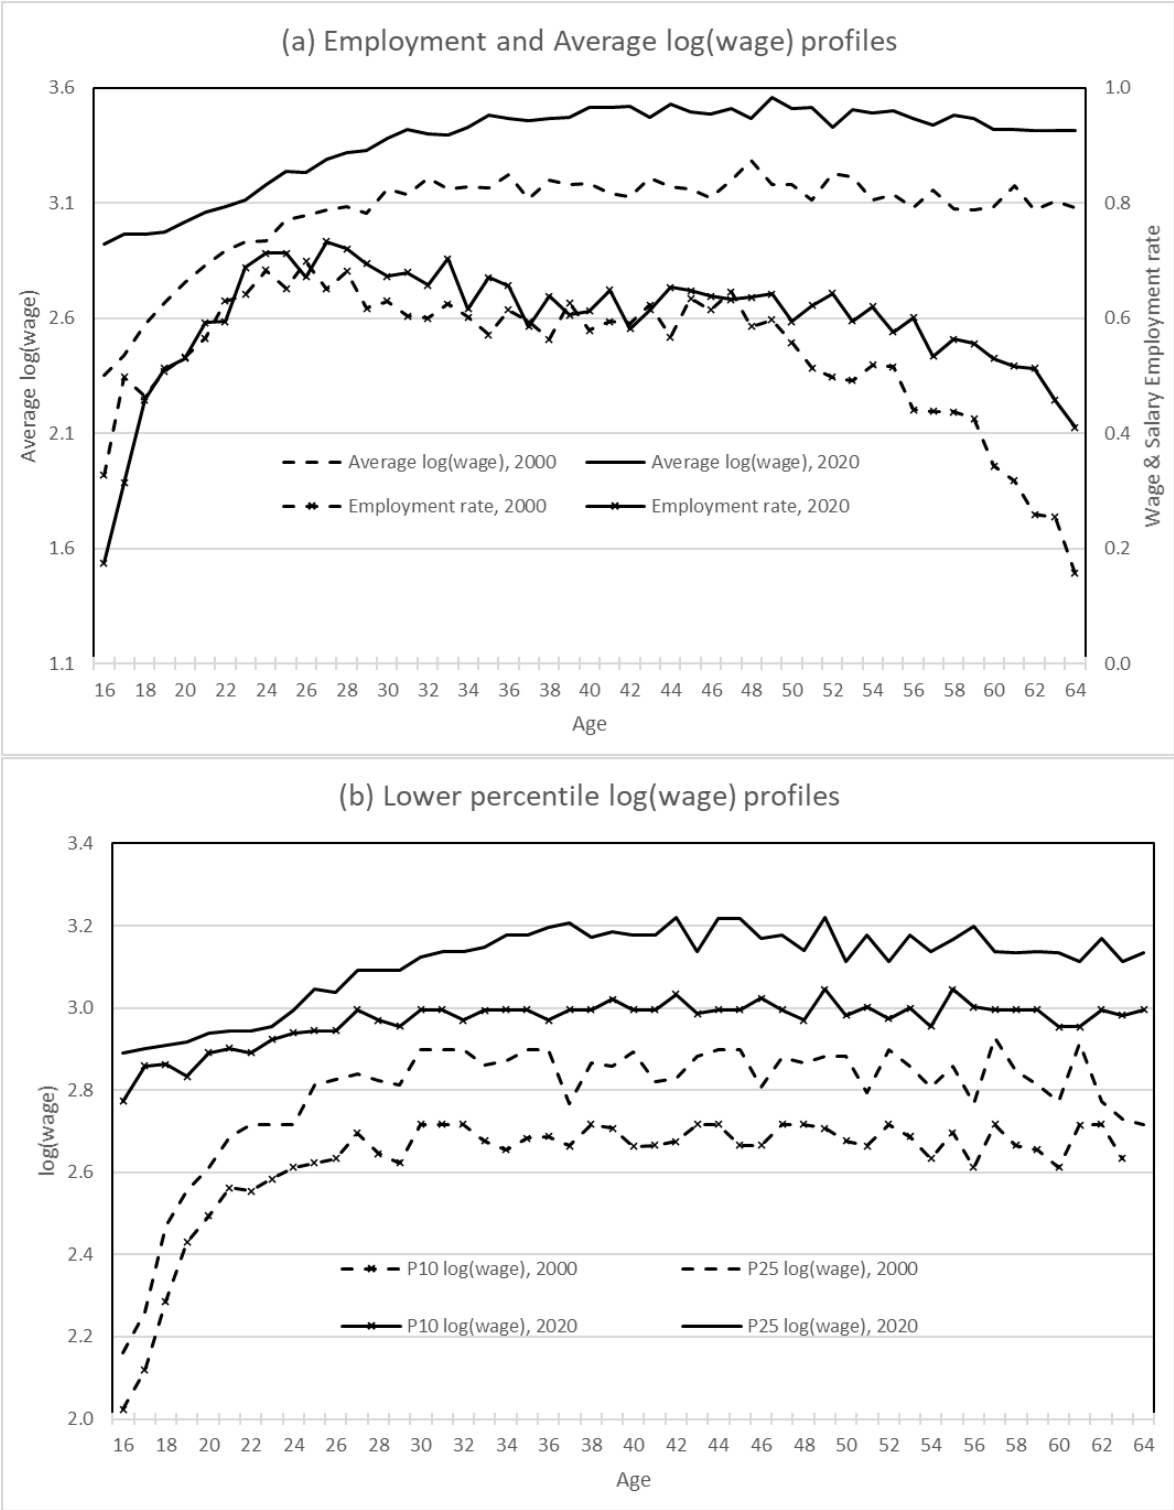 (a) Employment and Average log(wage) profiles
3.6
3.1
2.6
2.1
1.6
1.1
Average log(wage)
1.0
0.8
0.6
0.4
0.2
0.0
Wage & Salary Employment rate
Average log(wage), 2000
Average log(wage), 2020
Employment rate, 2000
Employment rate, 2020
16 18 20 22 24 26 28 30 32 34 36 38 40 42 44 46 48 50 52 54 56 58 60 62 64
Age
(b) Lower percentile log(wage) profiles
3.4
3.2
3.0
2.8
2.6
2.4
2.2
2.0
log(wage)
P10 log(wage), 2000
P25 log(wage), 2000
P10 log(wage), 2020
P25 log(wage), 2020
16 18 20 22 24 26 28 30 32 34 36 38 40 42 44 46 48 50 52 54 56 58 60 62 64
Age